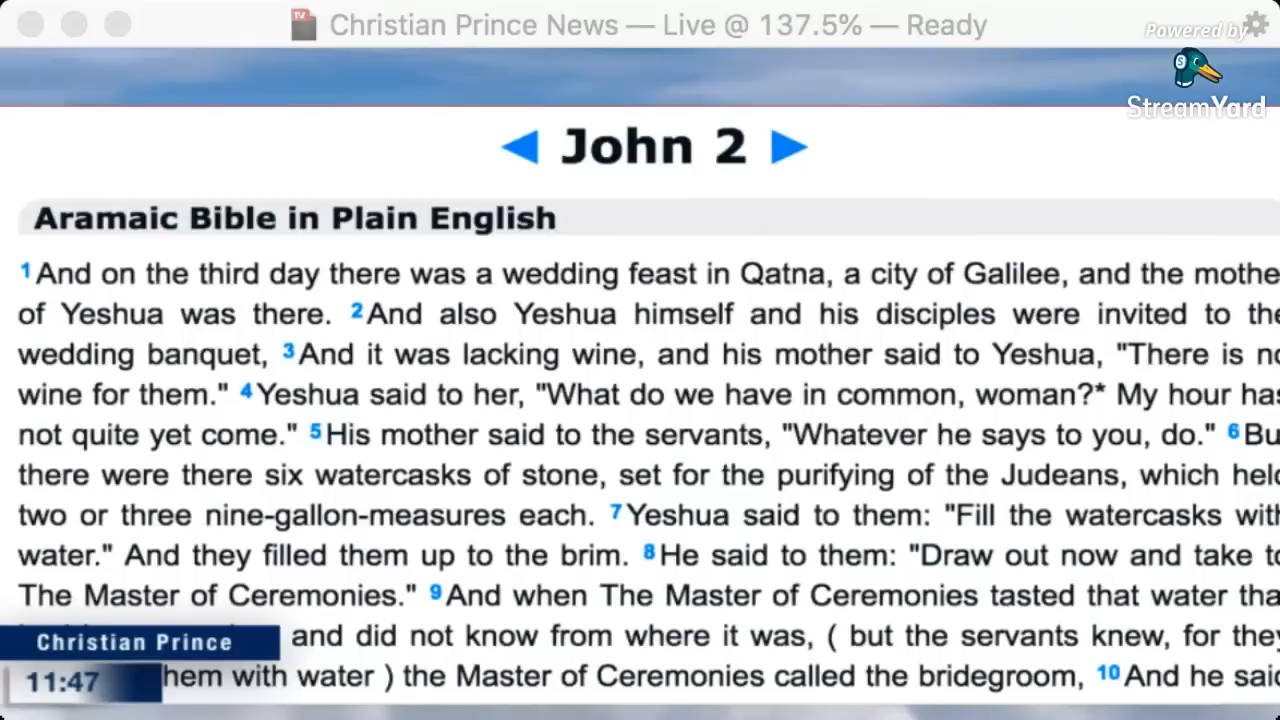 Christian Prince News — Live @ 137.5% — Ready
Powered by
StreamYard
John 2
Aramaic Bible in Plain English
1 And on the third day there was a wedding feast in Qatna, a city of Galilee, and the mothe
of Yeshua was there. 2 And also Yeshua himself and his disciples were invited to the
wedding banquet, 3 And it was lacking wine, and his mother said to Yeshua, "There is no
wine for them." 4 Yeshua said to her, "What do we have in common, woman?* My hour has
not quite yet come." 5 His mother said to the servants, "Whatever he says to you, do." 6 Bu
there were there six watercasks of stone, set for the purifying of the Judeans, which held
two or three nine-gallon-measures each. 7 Yeshua said to them: "Fill the watercasks with
water." And they filled them up to the brim. 8 He said to them: "Draw out now and take to
The Master of Ceremonies." 9 And when The Master of Ceremonies tasted that water tha
and did not know from where it was, ( but the servants knew, for they
hem with water ) the Master of Ceremonies called the bridegroom, 10 And he said
Christian Prince
11:47